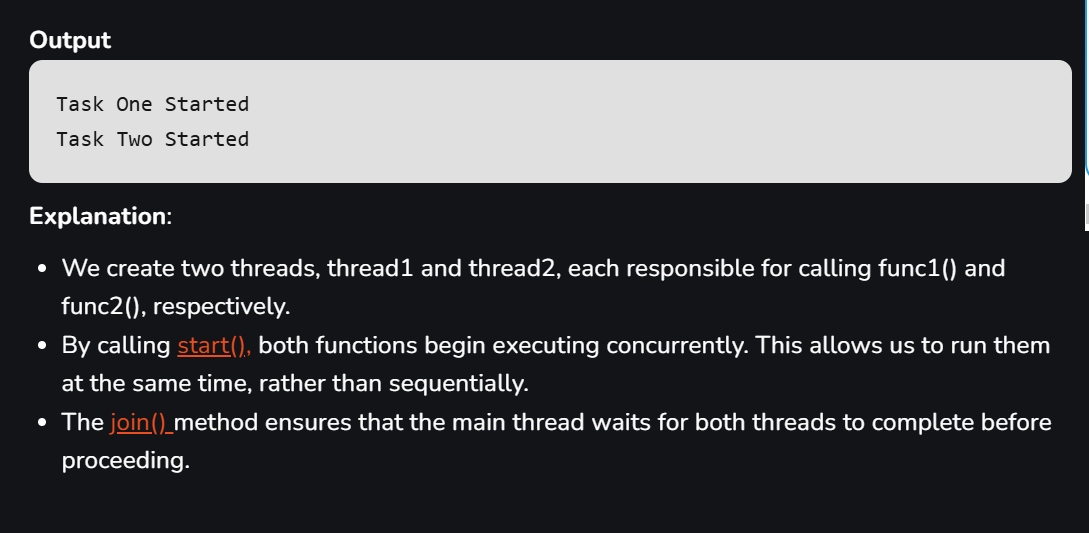 Output
Task One Started
Task Two Started
Explanation:
We create two threads, thread1 and thread2, each responsible for calling func1() and
func2(), respectively.
By calling start(), both functions begin executing concurrently. This allows us to run them
at the same time, rather than sequentially.
The join() method ensures that the main thread waits for both threads to complete before
proceeding.